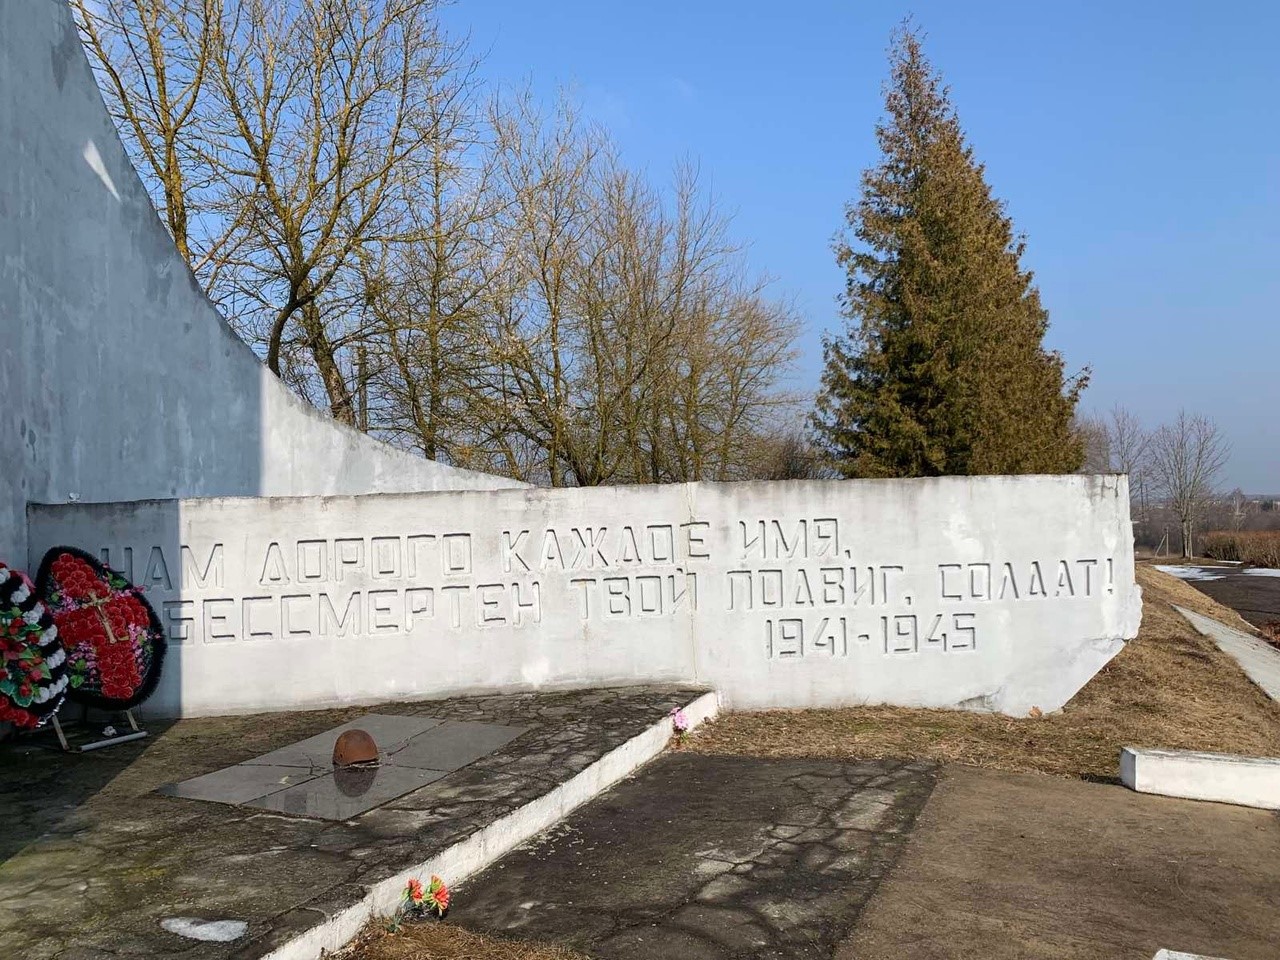 НАМ ДОРОГО КАЖДОЕ ИМЯ,
БЕССМЕРТЕН ТВОЙ ПОДВИГ, СОЛДАТ!
1941-1945